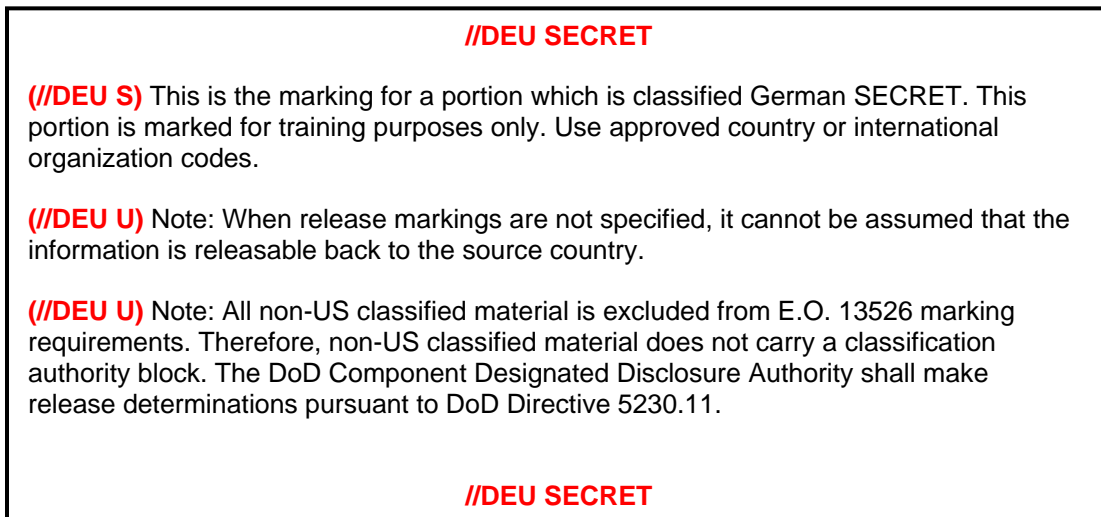 //DEU SECRET
(//DEU S) This is the marking for a portion which is classified German SECRET. This
portion is marked for training purposes only. Use approved country or international
organization codes.
(//DEU U) Note: When release markings are not specified, it cannot be assumed that the
information is releasable back to the source country.
(//DEU U) Note: All non-US classified material is excluded from E.O. 13526 marking
requirements. Therefore, non-US classified material does not carry a classification
authority block. The DoD Component Designated Disclosure Authority shall make
release determinations pursuant to DoD Directive 5230.11.
//DEU SECRET